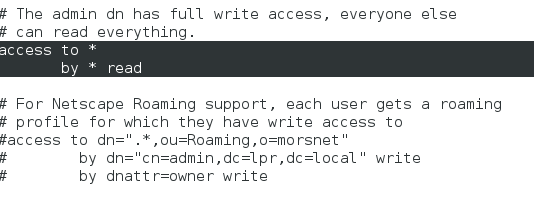 # The admin dn has full write access, everyone else
# can read everything.
access to *
       by * read

# For Netscape Roaming support, each user gets a roaming
# profile for which they have write access to
#access to dn=".*,ou=Roaming,o=morsnet"
#        by dn="cn=admin,dc=lpr,dc=local" write
#        by dnattr=owner write